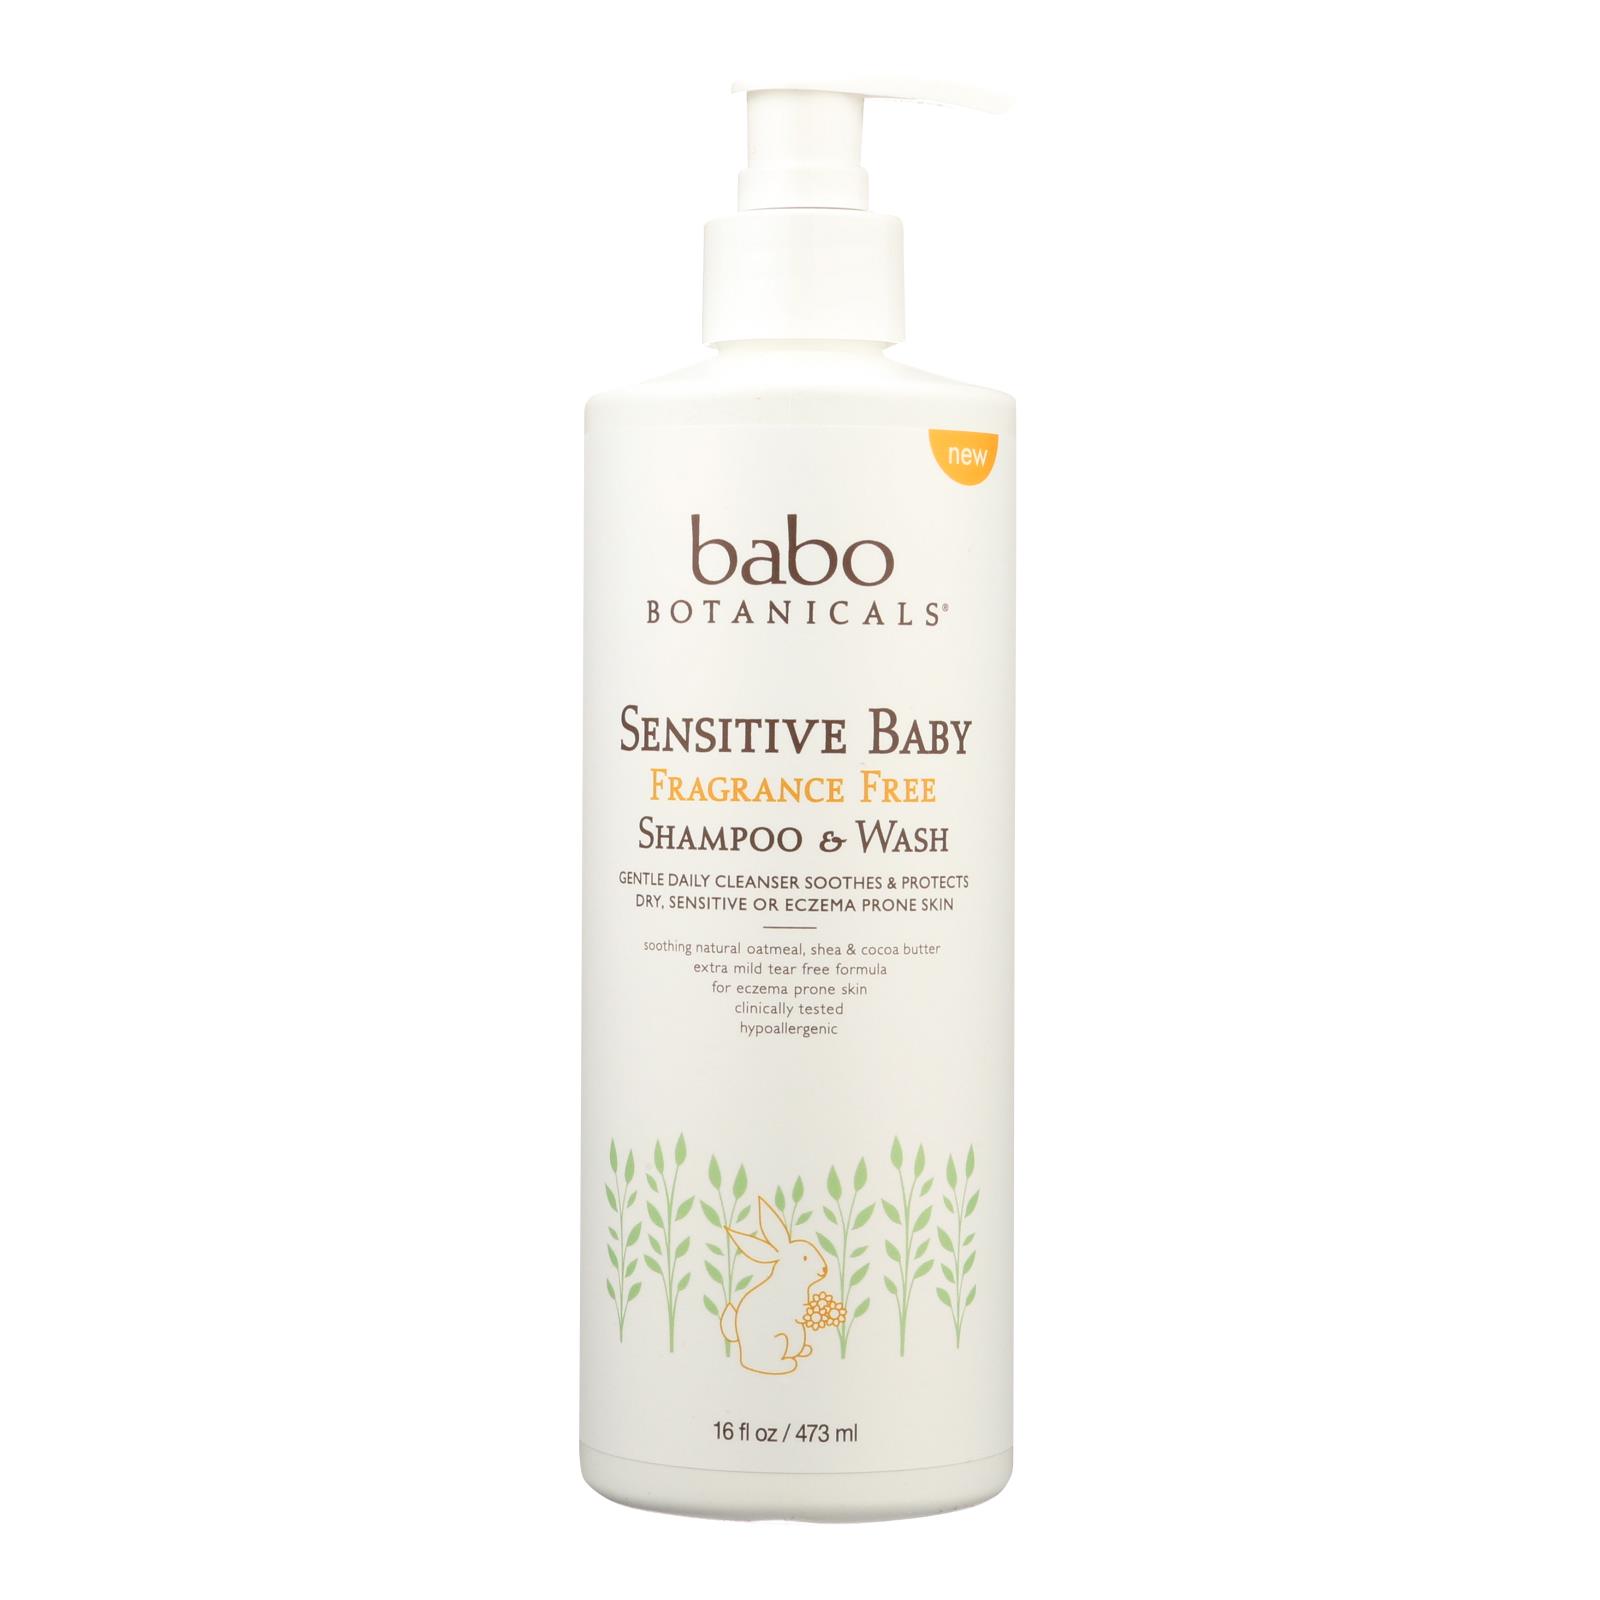 new
babo
BOTANICALS®
SENSITIVE BABY
FRAGRANCE FREE
SHAMPOO & WASH
GENTLE DAILY CLEANSER SOOTHES & PROTECTS
DRY, SENSITIVE OR ECZEMA PRONE SKIN
soothing natural oatmeal, shea & cocoa butter
extra mild tear free formula
for eczema prone skin
clinically tested
hypoallergenic
16 fl oz / 473 ml